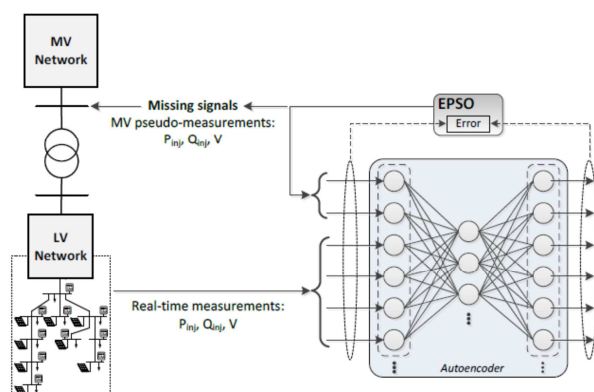 MV
Network
EPSO
Error
Missing signals
MV pseudo-measurements:
Pinj, Qinj, V
LV
Network
Real-time measurements:
Pinj, Qinj, V
Autoencoder